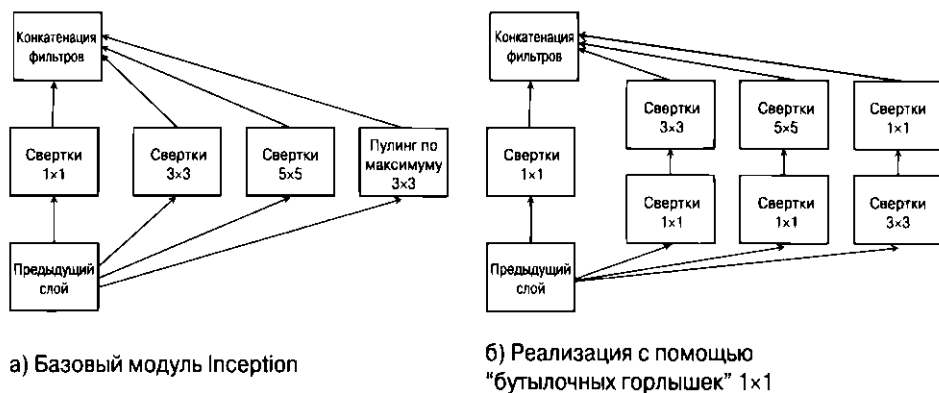 Конкатенация
фильтров
Свертки
1×1
Свертки
3×3
Свертки
5×5
Пулинг по
максимуму
3×3
Предыдущий
слой
а) Базовый модуль Inception
Конкатенация
фильтров
Свертки
3×3
Свертки
5×5
Свертки
1×1
Свертки
1×1
Свертки
1×1
Свертки
1×1
Свертки
3×3
Предыдущий
слой
б) Реализация с помощью
"бутылочных горлышек" 1×1